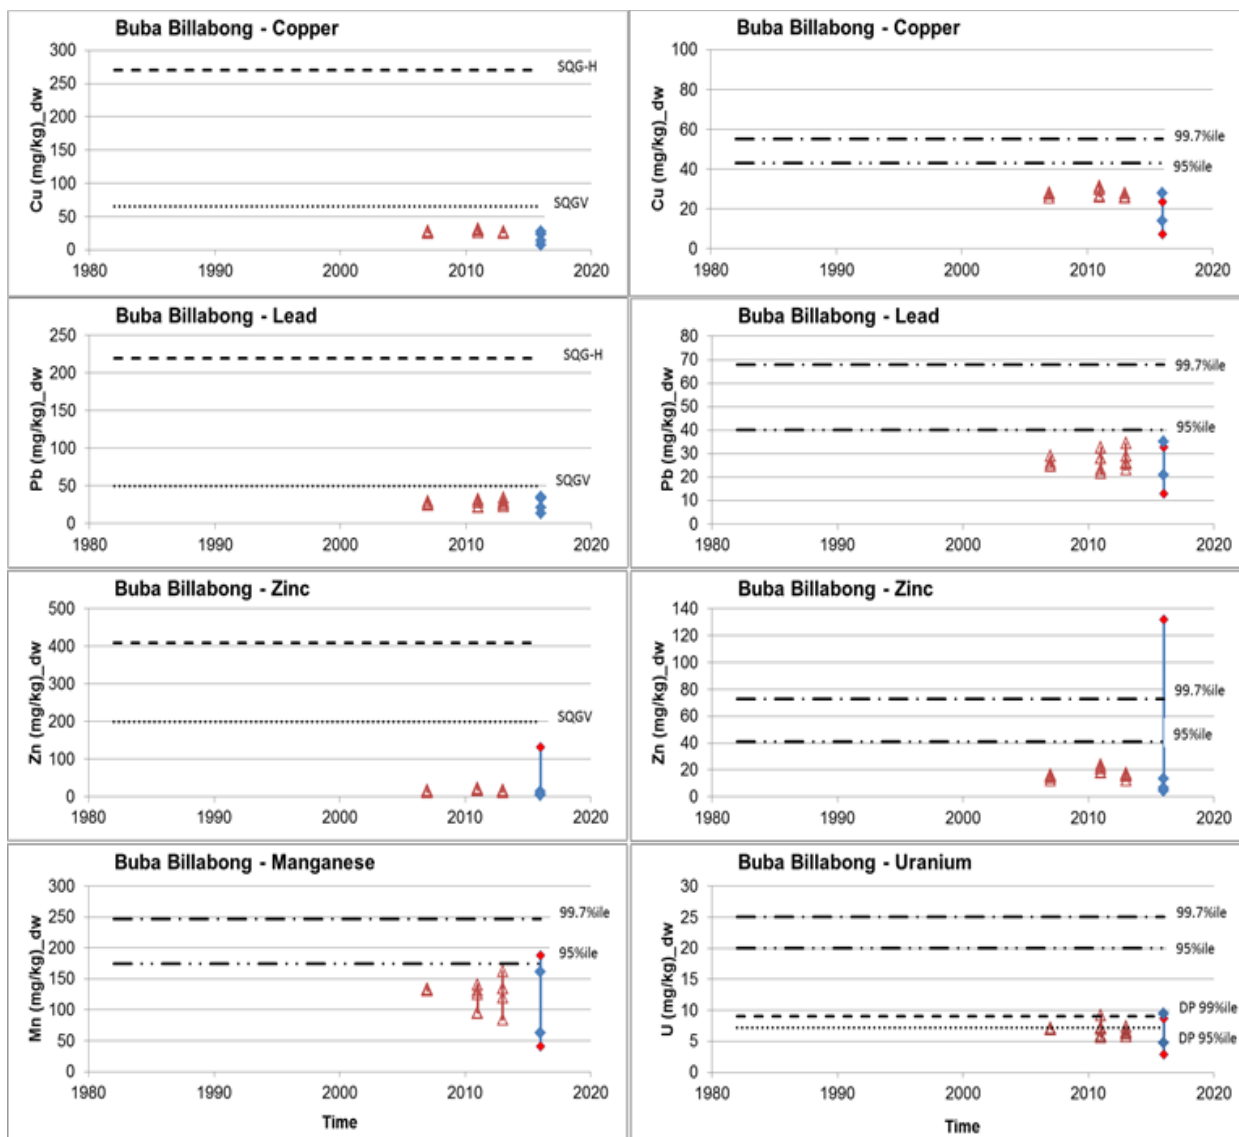 Buba Billabong - Copper
Cu (mg/kg)_dw
300
250
200
150
100
50
0
1980 1990 2000 2010 2020
SQG-H
SQGV
Buba Billabong - Copper
Cu (mg/kg)_dw
100
80
60
40
20
0
1980 1990 2000 2010 2020
99.7%ile
95%ile
Buba Billabong - Lead
Pb (mg/kg)_dw
250
200
150
100
50
0
1980 1990 2000 2010 2020
SQG-H
SQGV
Buba Billabong - Lead
Pb (mg/kg)_dw
80
70
60
50
40
30
20
10
0
1980 1990 2000 2010 2020
99.7%ile
95%ile
Buba Billabong - Zinc
Zn (mg/kg)_dw
500
400
300
200
100
0
1980 1990 2000 2010 2020
SQGV
Buba Billabong - Zinc
Zn (mg/kg)_dw
140
120
100
80
60
40
20
0
1980 1990 2000 2010 2020
99.7%ile
95%ile
Buba Billabong - Manganese
Mn (mg/kg)_dw
300
250
200
150
100
50
0
1980 1990 2000 2010 2020
Time
99.7%ile
95%ile
Buba Billabong - Uranium
U (mg/kg)_dw
30
25
20
15
10
5
0
1980 1990 2000 2010 2020
Time
99.7%ile
95%ile
DP 99%ile
DP 95%ile